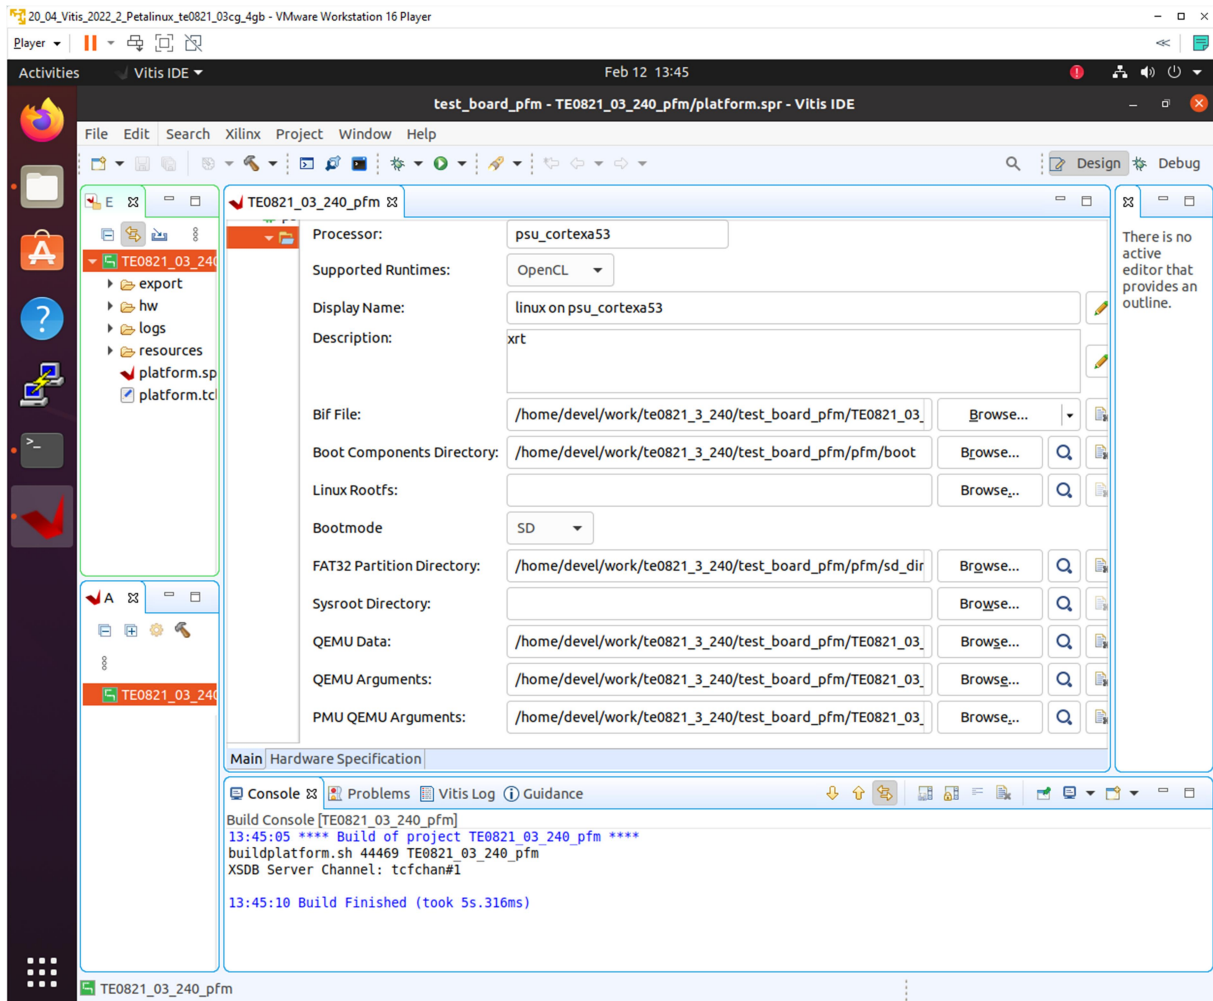 20_04_Vitis_2022_2_Petalinux_te0821_03cg_4gb - VMware Workstation 16 Player
Player
Activities Vitis IDE Feb 12 13:45
test_board_pfm - TE0821_03_240_pfm/platform.spr - Vitis IDE
File Edit Search Xilinx Project Window Help
Design Debug
E
TE0821_03_240
export
hw
logs
resources
platform.sp
platform.tcl
A
TE0821_03_240
TE0821_03_240_pfm
Processor: psu_cortexa53
Supported Runtimes: OpenCL
Display Name: linux on psu_cortexa53
Description: xrt
Bif File: /home/devel/work/te0821_3_240/test_board_pfm/TE0821_03_ Browse...
Boot Components Directory: /home/devel/work/te0821_3_240/test_board_pfm/pfm/boot Browse...
Linux Rootfs: Browse...
Bootmode SD
FAT32 Partition Directory: /home/devel/work/te0821_3_240/test_board_pfm/pfm/sd_dir Browse...
Sysroot Directory: Browse...
QEMU Data: /home/devel/work/te0821_3_240/test_board_pfm/TE0821_03_ Browse...
QEMU Arguments: /home/devel/work/te0821_3_240/test_board_pfm/TE0821_03_ Browse...
PMU QEMU Arguments: /home/devel/work/te0821_3_240/test_board_pfm/TE0821_03_ Browse...
Main Hardware Specification
There is no
active
editor that
provides an
outline.
Console Problems Vitis Log Guidance
Build Console [TE0821_03_240_pfm]
13:45:05 **** Build of project TE0821_03_240_pfm ****
buildplatform.sh 44469 TE0821_03_240_pfm
XSDB Server Channel: tcfchan#1
13:45:10 Build Finished (took 5s.316ms)
TE0821_03_240_pfm